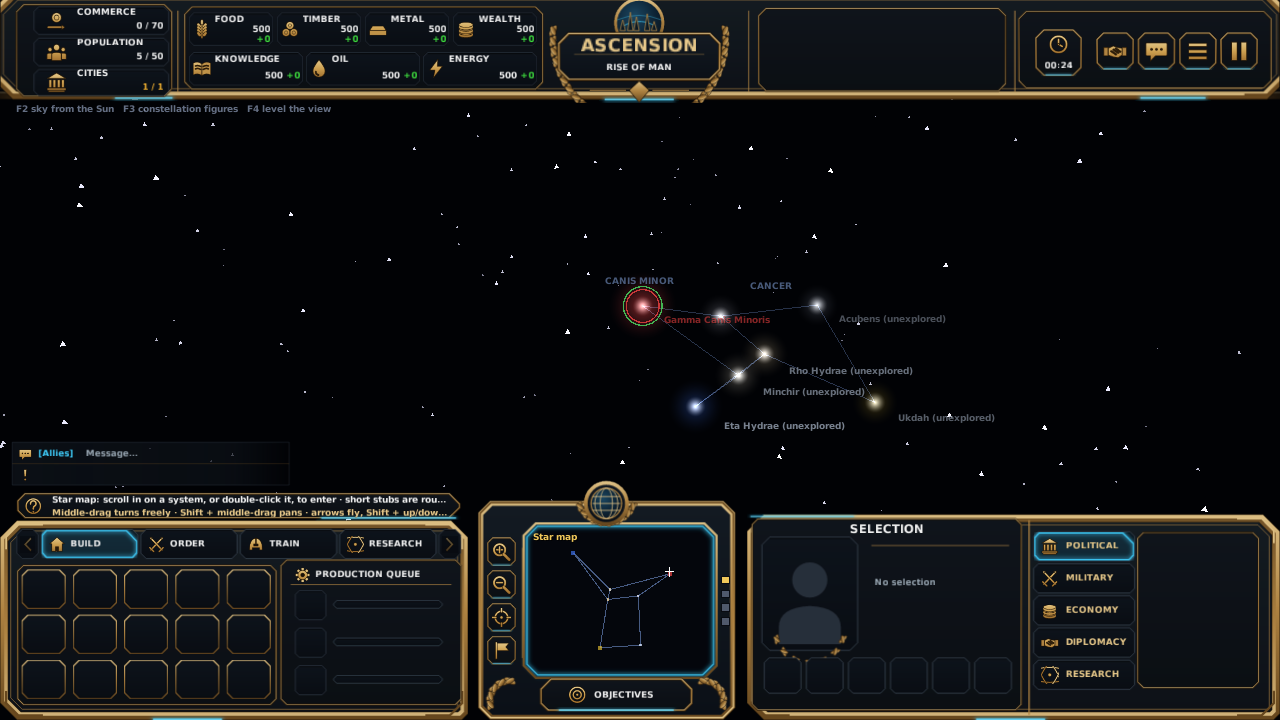 COMMERCE
0 / 70
POPULATION
5 / 50
CITIES
1 / 1
FOOD
500
+0
TIMBER
500
+0
METAL
500
+0
WEALTH
500
+0
KNOWLEDGE
500 +0
OIL
500 +0
ENERGY
500 +0
ASCENSION
RISE OF MAN
00:24
F2 sky from the Sun F3 constellation figures F4 level the view
CANIS MINOR
CANCER
Gamma Canis Minoris
Acubens (unexplored)
Rho Hydrae (unexplored)
Minchir (unexplored)
Ukdah (unexplored)
Eta Hydrae (unexplored)
[Allies] Message...
!
Star map: scroll in on a system, or double-click it, to enter · short stubs are rou...
Middle-drag turns freely · Shift + middle-drag pans · arrows fly, Shift + up/dow...
BUILD
ORDER
TRAIN
RESEARCH
PRODUCTION QUEUE
Star map
OBJECTIVES
SELECTION
No selection
POLITICAL
MILITARY
ECONOMY
DIPLOMACY
RESEARCH